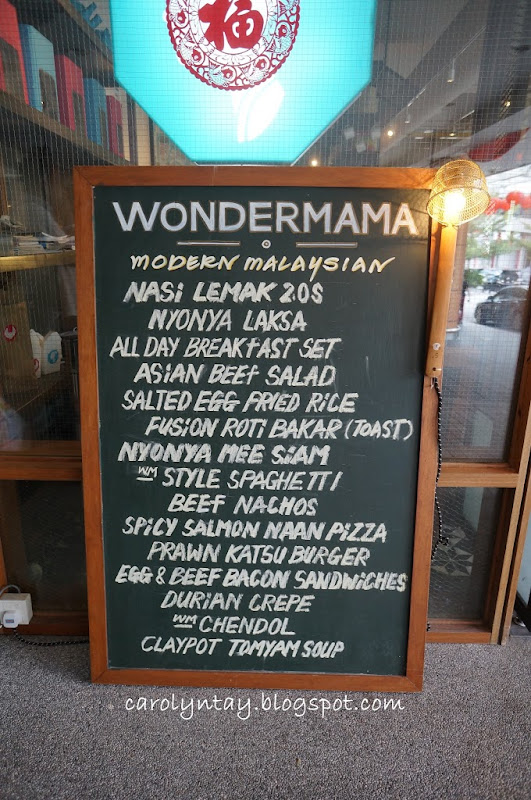 福
WONDERMAMA
MODERN MALAYSIAN
NASI LEMAK 2.0S
NYONYA LAKSA
ALL DAY BREAKFAST SET
ASIAN BEEF SALAD
SALTED EGG FRIED RICE
FUSION ROTI BAKAR (TOAST)
NYONYA MEE SIAM
WM STYLE SPAGHETTI
BEEF NACHOS
SPICY SALMON NAAN PIZZA
PRAWN KATSU BURGER
EGG & BEEF BACON SANDWICHES
DURIAN CREPE
WM CHENDOL
CLAYPOT TOMYAM SOUP
carolyntay.blogspot.com